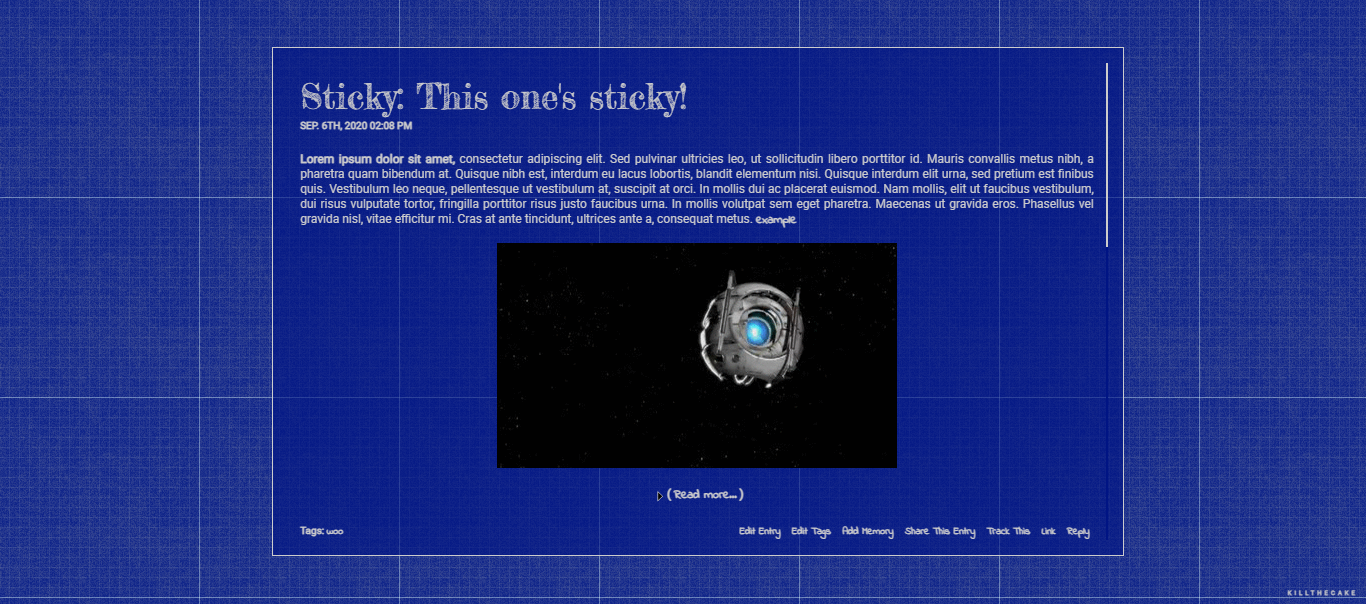 Sticky: This one's sticky!
SEP. 6TH, 2020 02:08 PM
Lorem ipsum dolor sit amet, consectetur adipiscing elit. Sed pulvinar ultricies leo, ut sollicitudin libero porttitor id. Mauris convallis metus nibh, a
pharetra quam bibendum at. Quisque nibh est, interdum eu lacus lobortis, blandit elementum nisi. Quisque interdum elit urna, sed pretium est finibus
quis. Vestibulum leo neque, pellentesque ut vestibulum at, suscipit at orci. In mollis dui ac placerat euismod. Nam mollis, elit ut faucibus vestibulum,
dui risus vulputate tortor, fringilla porttitor risus justo faucibus urna. In mollis volutpat sem eget pharetra. Maecenas ut gravida eros. Phasellus vel
gravida nisl, vitae efficitur mi. Cras at ante tincidunt, ultrices ante a, consequat metus. example
( Read more... )
Tags: woo
Edit Entry Edit Tags Add Memory Share This Entry Track This Link Reply
KILLTHECAKE